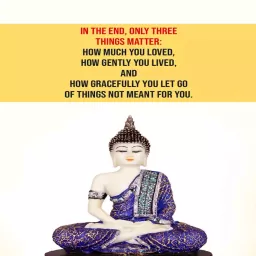 IN THE END, ONLY THREE
THINGS MATTER:
HOW MUCH YOU LOVED,
HOW GENTLY YOU LIVED,
AND
HOW GRACEFULLY YOU LET GO
OF THINGS NOT MEANT FOR YOU.